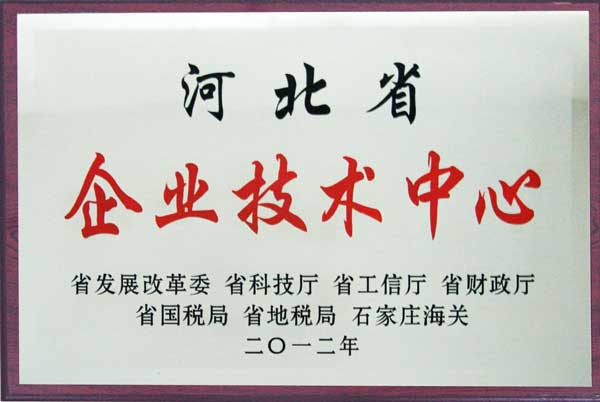 河北省
企业技术中心
省发展改革委 省科技厅 省工信厅 省财政厅
省国税局 省地税局 石家庄海关
二〇一二年